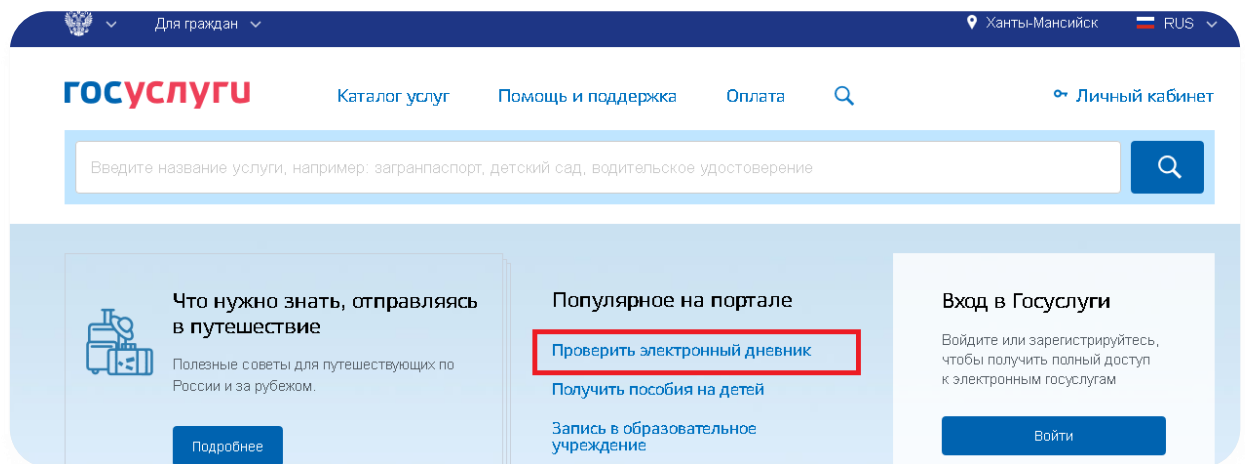 Для граждан
Ханты-Мансийск
RUS
госуслуги
Каталог услуг
Помощь и поддержка
Оплата
Личный кабинет
Введите название услуги, например: загранпаспорт, детский сад, водительское удостоверение
Что нужно знать, отправляясь
в путешествие
Полезные советы для путешествующих по
России и за рубежом.
Подробнее
Популярное на портале
Проверить электронный дневник
Получить пособия на детей
Запись в образовательное
учреждение
Вход в Госуслуги
Войдите или зарегистрируйтесь,
чтобы получить полный доступ
к электронным госуслугам
Войти